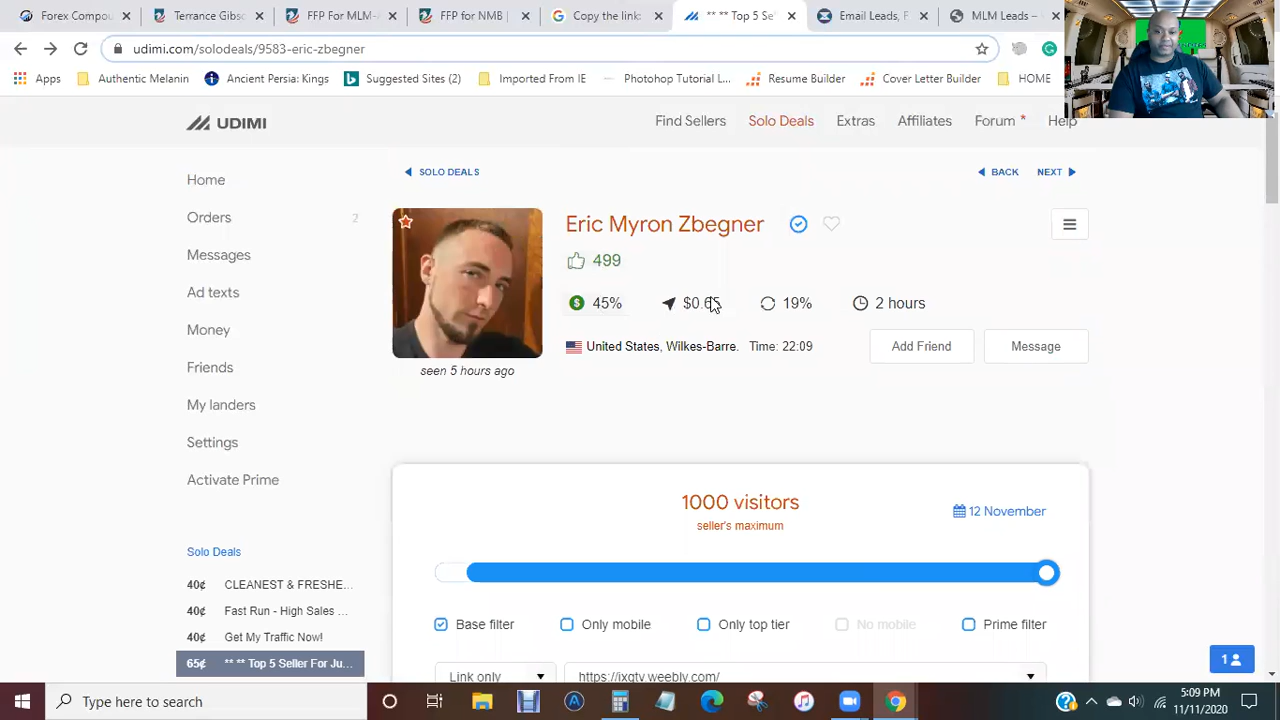 Forex Compou
Terrance Gibso
FFP For MLM-
for NMB
Copy the link
** ** Top 5 Se
Email Leads
MLM Leads –
udimi.com/solodeals/9583-eric-zbegner
Apps
Authentic Melanin
Ancient Persia: Kings
Suggested Sites (2)
Imported From IE
Photohop Tutorial L...
Resume Builder
Cover Letter Builder
HOME
UDIMI
Find Sellers
Solo Deals
Extras
Affiliates
Forum *
Help
Home
Orders 2
Messages
Ad texts
Money
Friends
My landers
Settings
Activate Prime
Solo Deals
40¢ CLEANEST & FRESHE...
40¢ Fast Run - High Sales ...
40¢ Get My Traffic Now!
65¢ ** ** Top 5 Seller For Ju...
SOLO DEALS
BACK
NEXT
Eric Myron Zbegner
499
45%
$0.65
19%
2 hours
United States, Wilkes-Barre. Time: 22:09
Add Friend
Message
seen 5 hours ago
1000 visitors
seller's maximum
12 November
Base filter
Only mobile
Only top tier
No mobile
Prime filter
Link only
https://ixgtv.weebly.com/
1
Type here to search
5:09 PM
11/11/2020